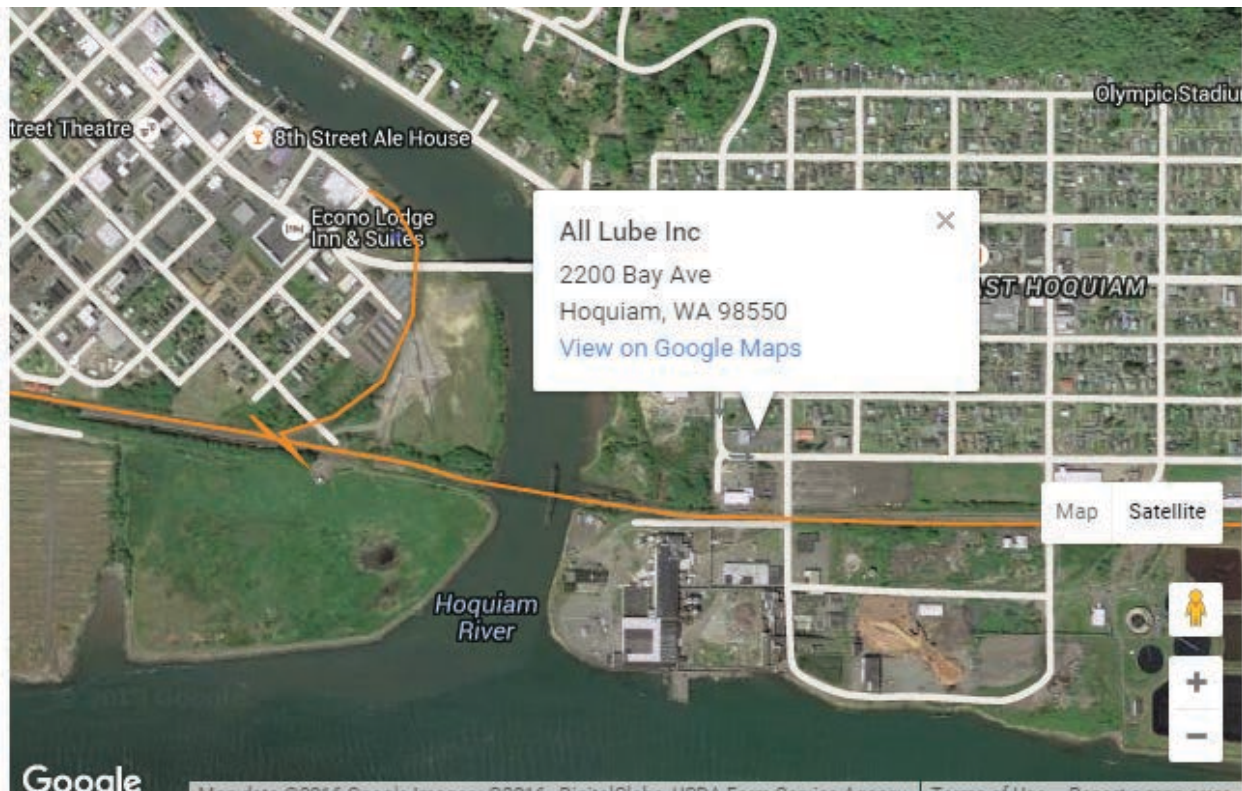 Olympic Stadiu
treet Theatre
8th Street Ale House
Econo Lodge
Inn & Suites
All Lube Inc
2200 Bay Ave
Hoquiam, WA 98550
View on Google Maps
AST HOQUIAM
Map Satellite
Hoquiam
River
+
−
Google